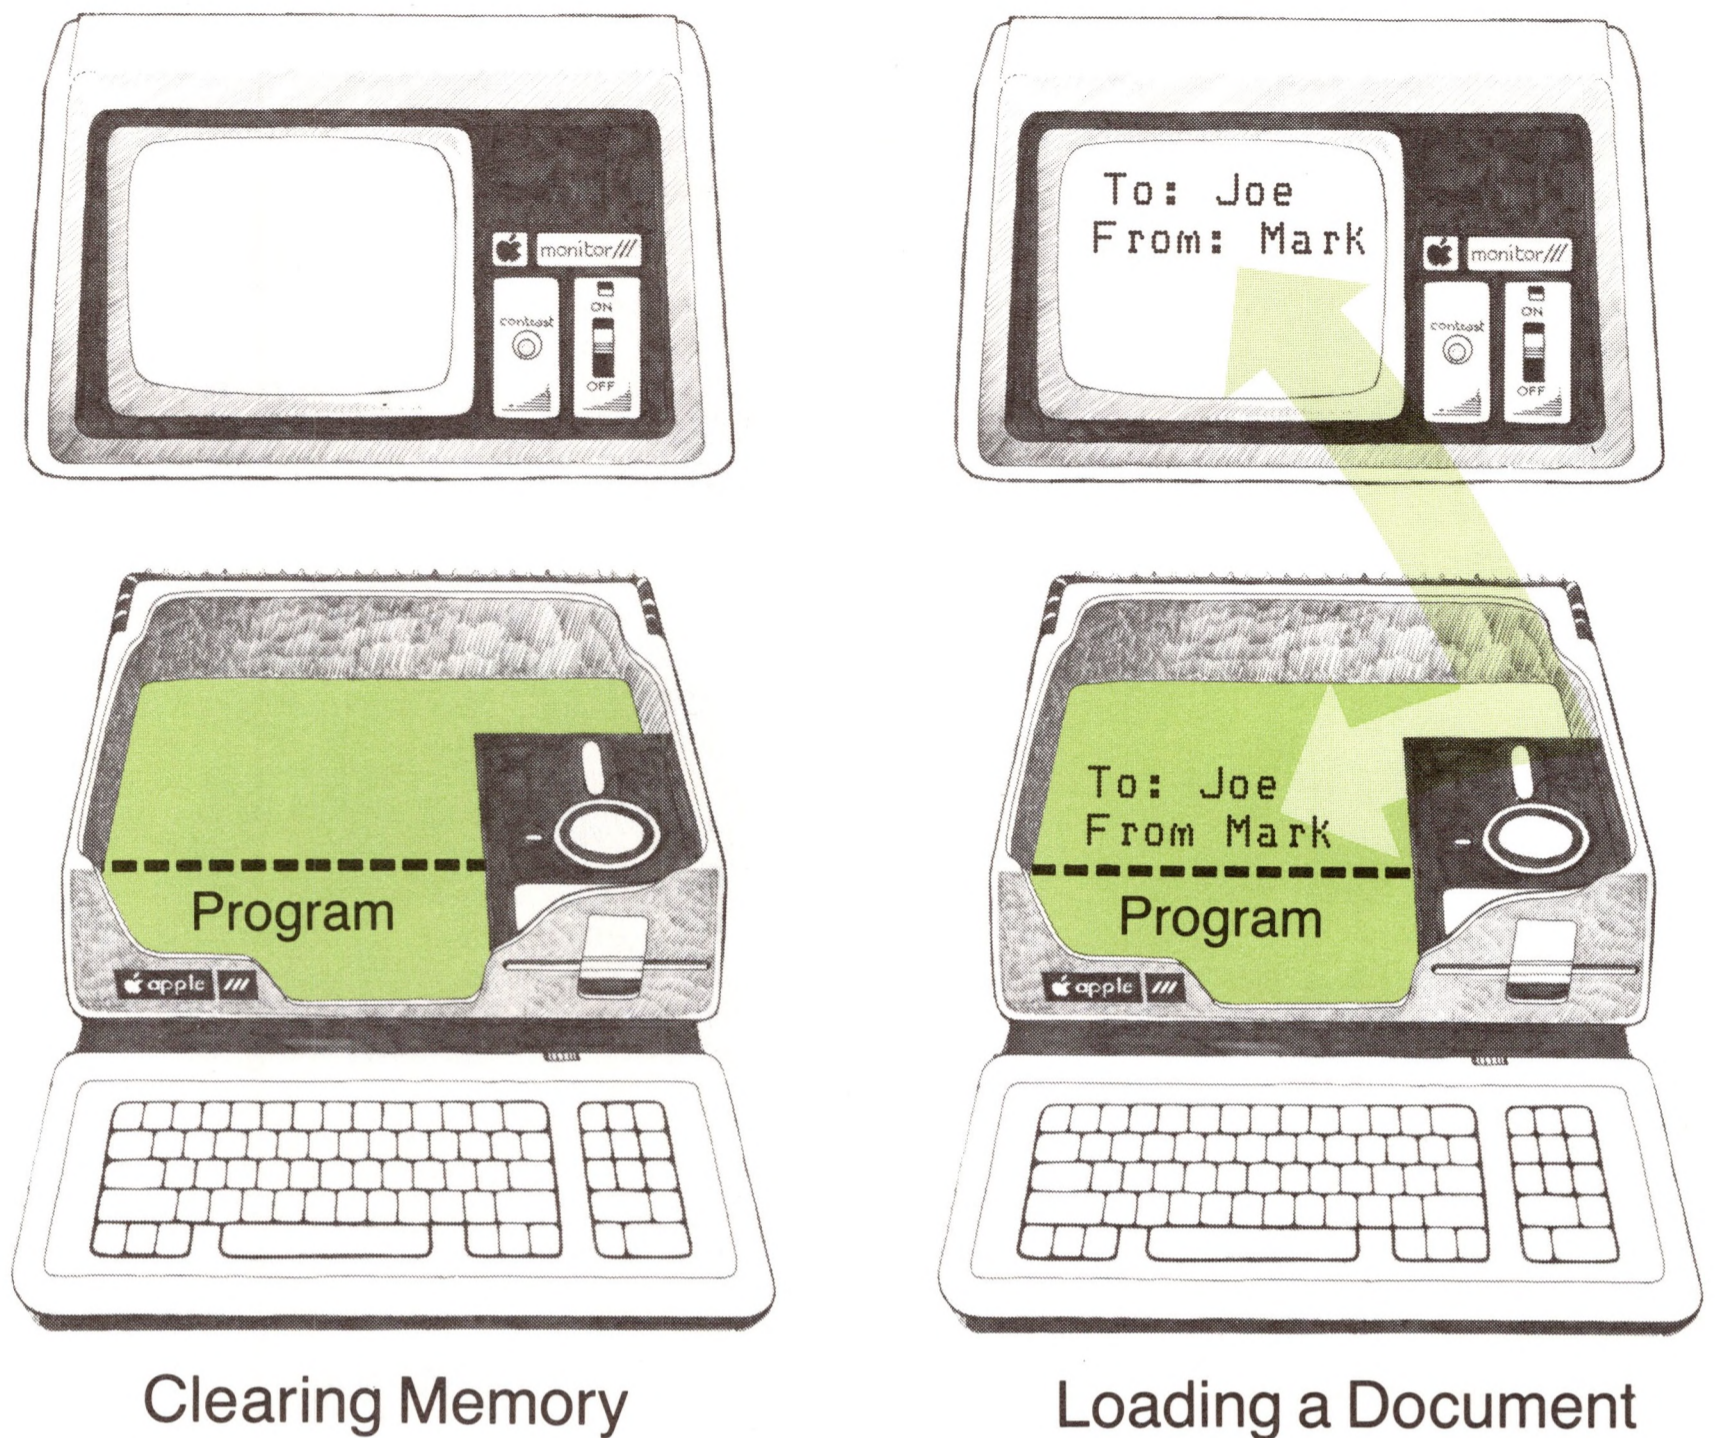 monitor///
contrast
ON
OFF
To: Joe
From: Mark
monitor///
contrast
ON
OFF
Program
apple ///
To: Joe
From Mark
Program
apple ///
Clearing Memory
Loading a Document